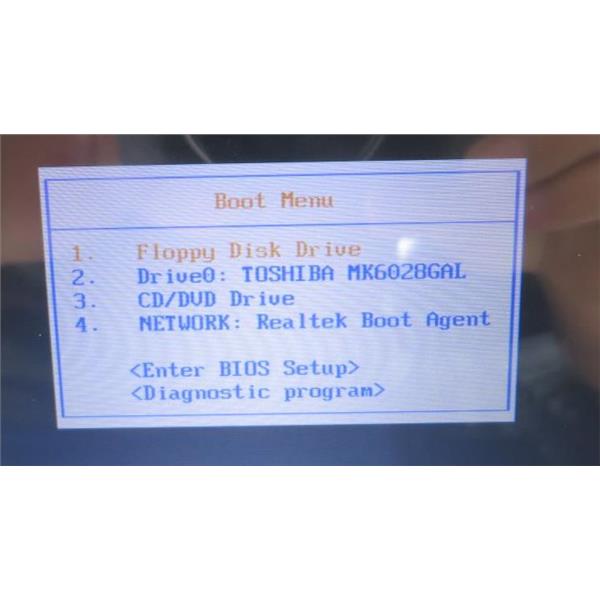 Boot Menu
1. Floppy Disk Drive
2. Drive0: TOSHIBA MK6028GAL
3. CD/DVD Drive
4. NETWORK: Realtek Boot Agent
<Enter BIOS Setup>
<Diagnostic program>